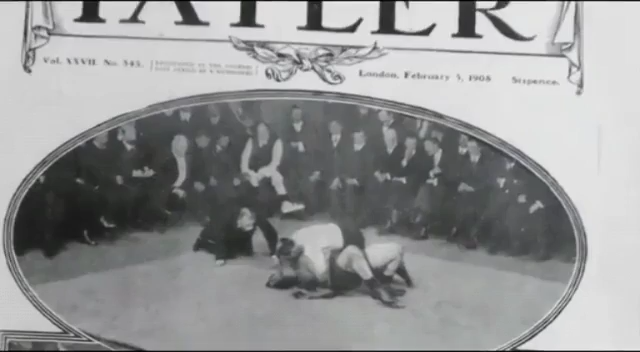 TATLER
Vol. XXVII. No. 345. London, February 5, 1908 Sixpence.